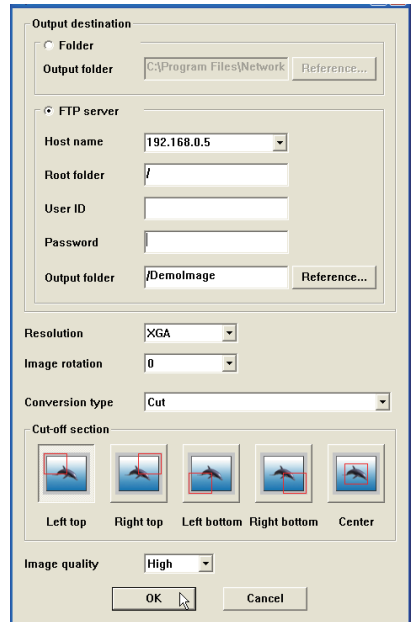 Output destination
Folder
Output folder C:\Program Files\Network Reference...
FTP server
Host name 192.168.0.5
Root folder /
User ID
Password
Output folder /DemoImage Reference...
Resolution XGA
Image rotation 0
Conversion type Cut
Cut-off section
Left top Right top Left bottom Right bottom Center
Image quality High
OK Cancel